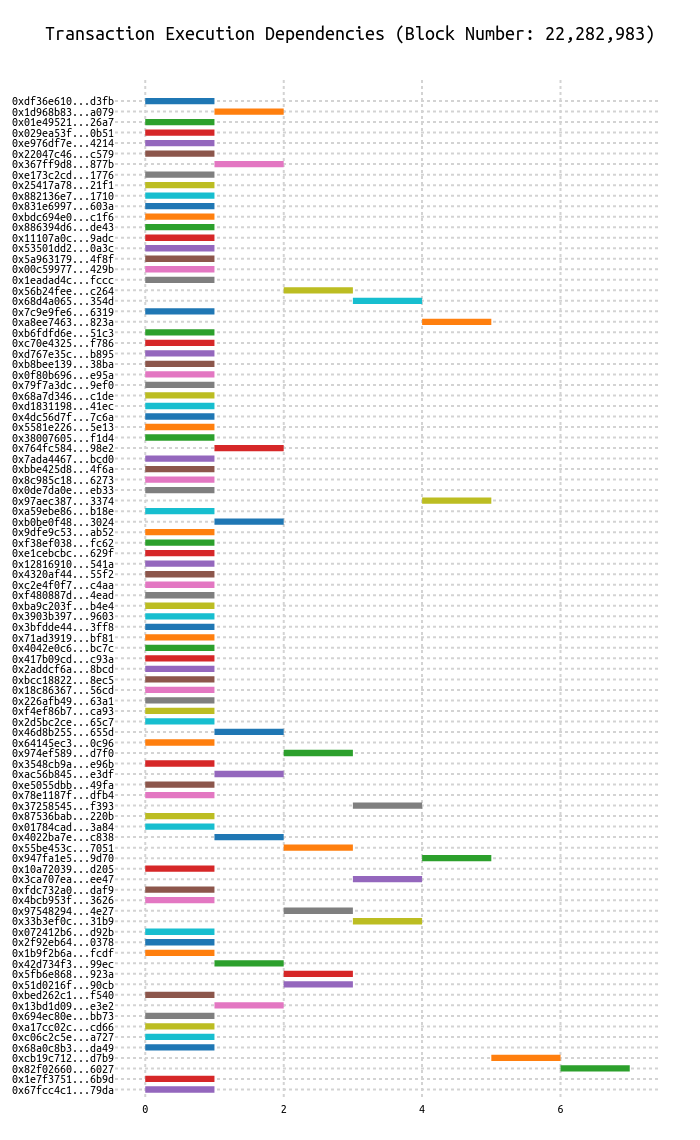 Transaction Execution Dependencies (Block Number: 22,282,983)
0xdf36e610...d3fb
0x1d968b83...a079
0x01e49521...26a7
0x029ea53f...0b51
0xe976df7e...4214
0x22047c46...c579
0x367ff9d8...877b
0xe173c2cd...1776
0x25417a78...21f1
0x882136e7...1710
0x831e6997...603a
0xbdc694e0...c1f6
0x886394d6...de43
0x11107a0c...9adc
0x53501dd2...0a3c
0x5a963179...4f8f
0x00c59977...429b
0x1eadad4c...fccc
0x56b24fee...c264
0x68d4a065...354d
0x7c9e9fe6...6319
0xa8ee7463...823a
0xb6fdfd6e...51c3
0xc70e4325...f786
0xd767e35c...b895
0xb8bee139...38ba
0x0f80b696...e95a
0x79f7a3dc...9ef0
0x68a7d346...c1de
0xd1831198...41ec
0x4dc56d7f...7c6a
0x5581e226...5e13
0x38007605...f1d4
0x764fc584...98e2
0x7ada4467...bcd0
0xbbe425d8...4f6a
0x8c985c18...6273
0x0de7da0e...eb33
0x97aec387...3374
0xa59ebe86...b18e
0xb0be0f48...3024
0x9dfe9c53...ab52
0xf38ef038...fc62
0xe1cebcbc...629f
0x12816910...541a
0x4320af44...55f2
0xc2e4f0f7...c4aa
0xf480887d...4ead
0xba9c203f...b4e4
0x3903b397...9603
0x3bfdde44...3ff8
0x71ad3919...bf81
0x4042e0c6...bc7c
0x417b09cd...c93a
0x2addcf6a...8bcd
0xbcc18822...8ec5
0x18c86367...56cd
0x226afb49...63a1
0xf4ef86b7...ca93
0x2d5bc2ce...65c7
0x46d8b255...655d
0x64145ec3...0c96
0x974ef589...d7f0
0x3548cb9a...e96b
0xac56b845...e3df
0xe5055dbb...49fa
0x78e1187f...dfb4
0x37258545...f393
0x87536bab...220b
0x01784cad...3a84
0x4022ba7e...c838
0x55be453c...7051
0x947fa1e5...9d70
0x10a72039...d205
0x3ca707ea...ee47
0xfdc732a0...daf9
0x4bcb953f...3626
0x97548294...4e27
0x33b3ef0c...31b9
0x072412b6...d92b
0x2f92eb64...0378
0x1b9f2b6a...fcdf
0x42d734f3...99ec
0x5fb6e868...923a
0x51d0216f...90cb
0xbed262c1...f540
0x13bd1d09...e3e2
0x694ec80e...bb73
0xa17cc02c...cd66
0xc06c2c5e...a727
0x68a0c8b3...da49
0xcb19c712...d7b9
0x82f02660...6027
0x1e7f3751...6b9d
0x67fcc4c1...79da
0 2 4 6